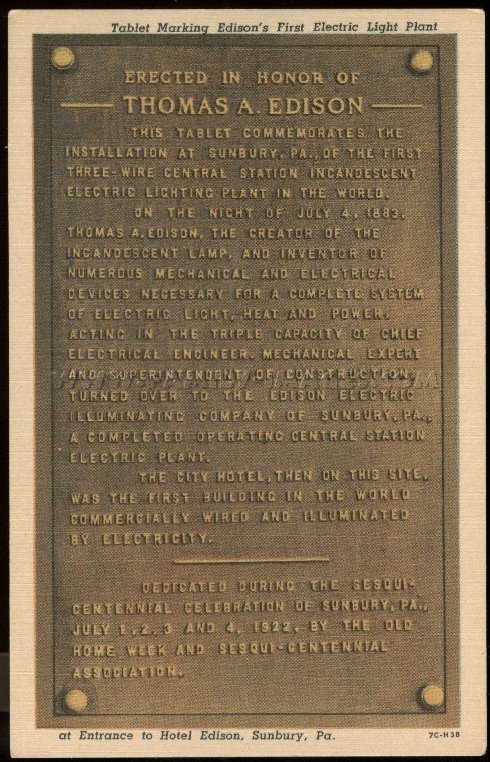 Tablet Marking Edison's First Electric Light Plant
ERECTED IN HONOR OF
THOMAS A. EDISON
THIS TABLET COMMEMORATES THE
INSTALLATION AT SUNBURY, PA., OF THE FIRST
THREE-WIRE CENTRAL STATION INCANDESCENT
ELECTRIC LIGHTING PLANT IN THE WORLD.
ON THE NIGHT OF JULY 4, 1883,
THOMAS A. EDISON, THE CREATOR OF THE
INCANDESCENT LAMP, AND INVENTOR OF
NUMEROUS MECHANICAL AND ELECTRICAL
DEVICES NECESSARY FOR A COMPLETE SYSTEM
OF ELECTRIC LIGHT, HEAT AND POWER,
ACTING IN THE TRIPLE CAPACITY OF CHIEF
ELECTRICAL ENGINEER, MECHANICAL EXPERT
AND SUPERINTENDENT OF CONSTRUCTION
TURNED OVER TO THE EDISON ELECTRIC
ILLUMINATING COMPANY OF SUNBURY, PA.,
A COMPLETED OPERATING CENTRAL STATION
ELECTRIC PLANT.
THE CITY HOTEL, THEN ON THIS SITE,
WAS THE FIRST BUILDING IN THE WORLD
COMMERCIALLY WIRED AND ILLUMINATED
BY ELECTRICITY.
DEDICATED DURING THE SESQUI-
CENTENNIAL CELEBRATION OF SUNBURY, PA.,
JULY 1, 2, 3 AND 4, 1922, BY THE OLD
HOME WEEK AND SESQUI-CENTENNIAL
ASSOCIATION.
at Entrance to Hotel Edison, Sunbury, Pa.
7C-H38